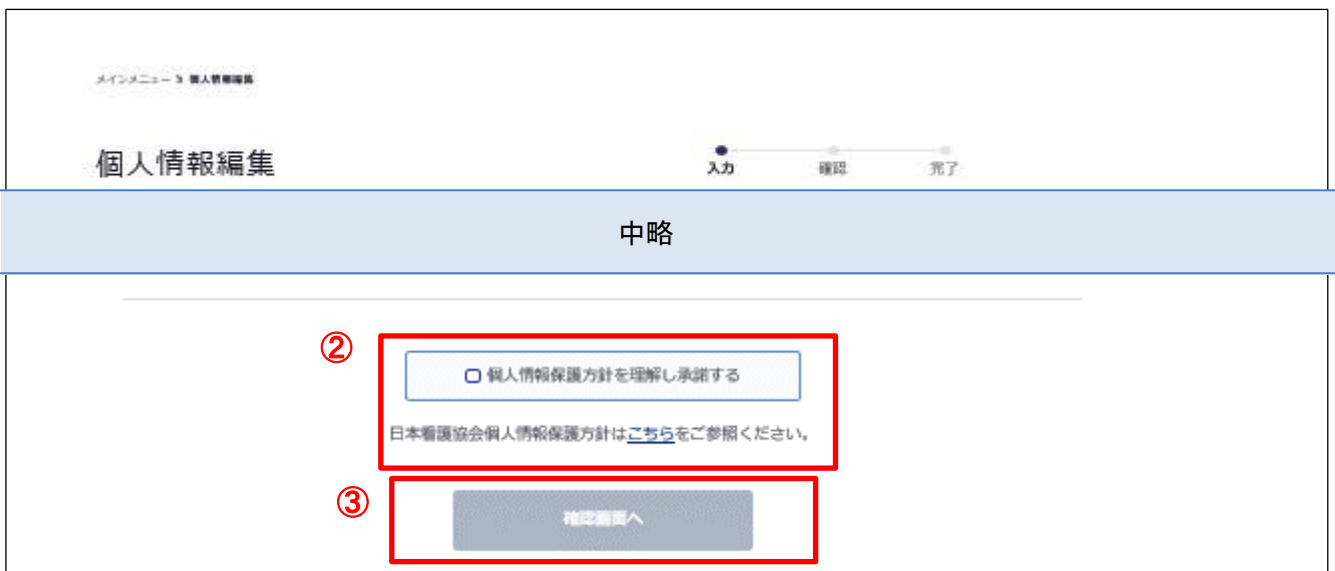 メインメニュー > 個人情報編集
個人情報編集
入力 確認 完了
中略
②
個人情報保護方針を理解し承諾する
日本看護協会個人情報保護方針はこちらをご参照ください。
③
確認画面へ